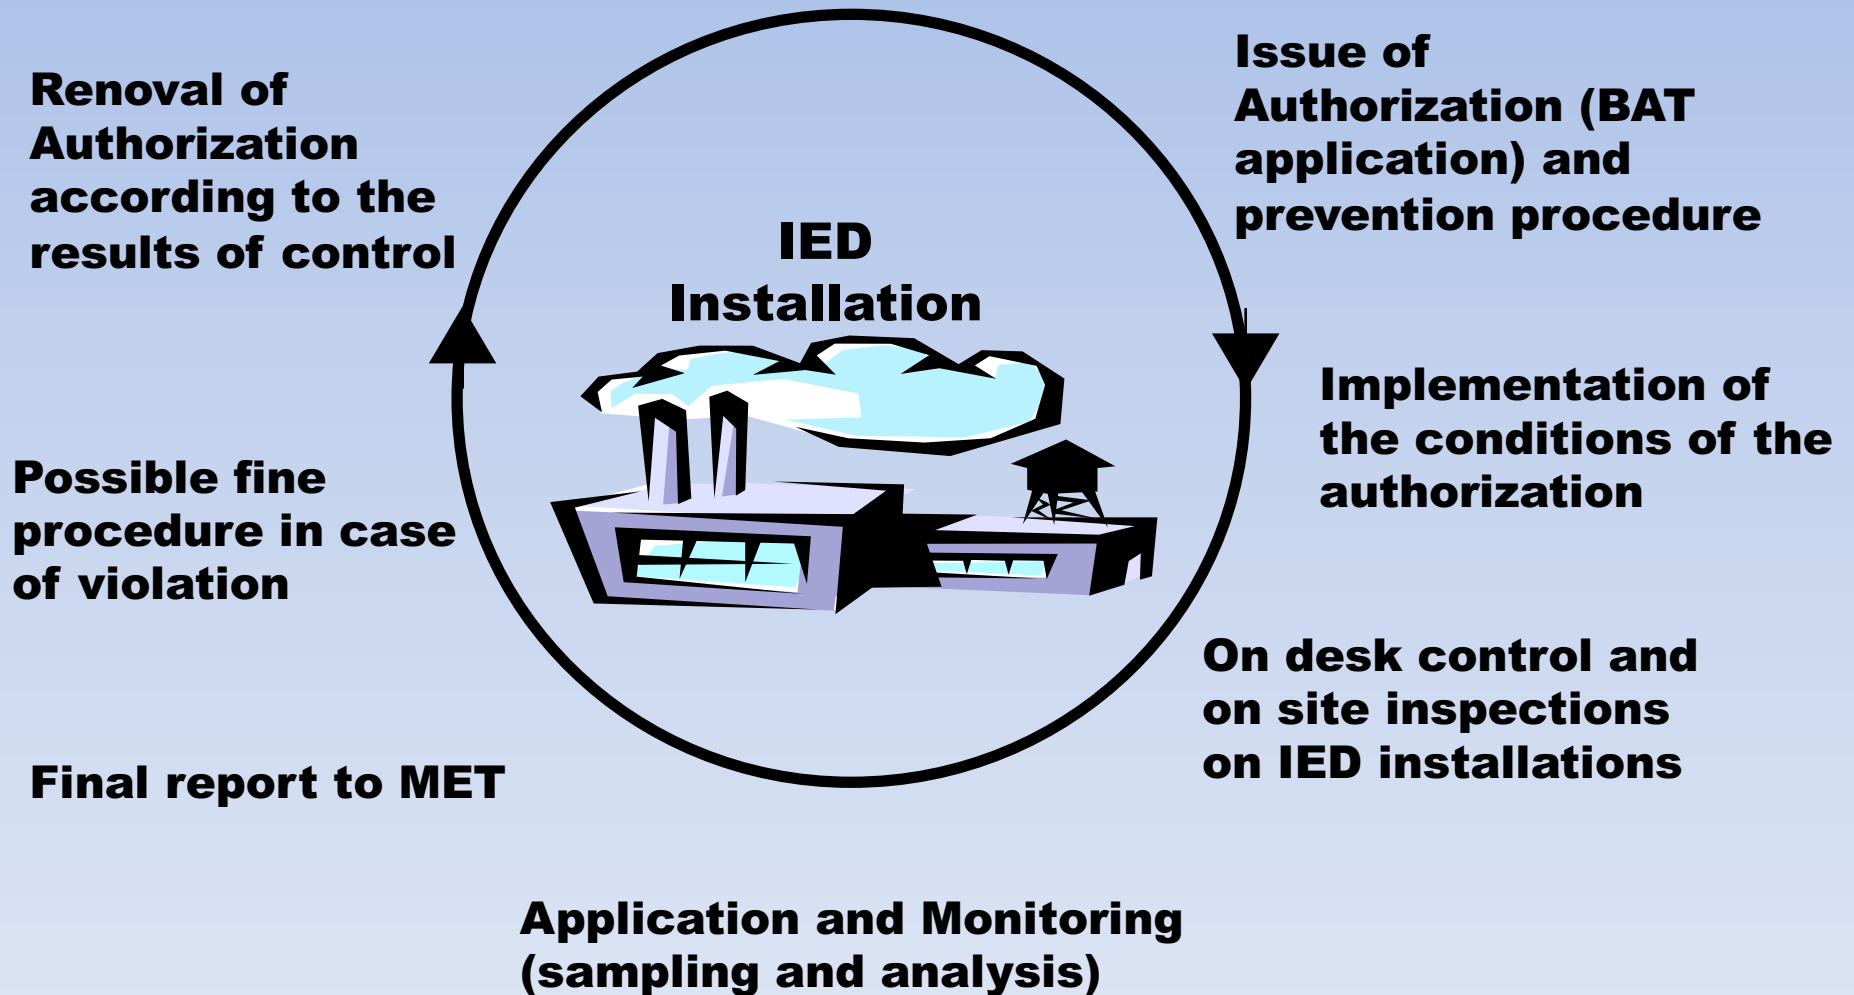 Issue of
Authorization (BAT
application) and
prevention procedure
Implementation of
the conditions of the
authorization
On desk control and
on site inspections
on IED installations
Application and Monitoring
(sampling and analysis)
Final report to MET
Possible fine
procedure in case
of violation
Renoval of
Authorization
according to the
results of control
IED
Installation